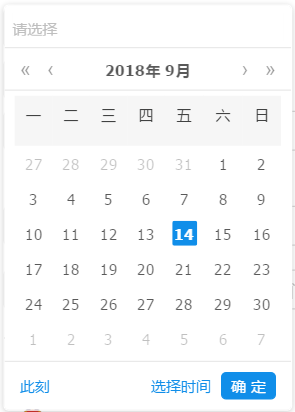 请选择
« ‹ 2018年 9月 › »
一 二 三 四 五 六 日
27 28 29 30 31 1 2
3 4 5 6 7 8 9
10 11 12 13 14 15 16
17 18 19 20 21 22 23
24 25 26 27 28 29 30
1 2 3 4 5 6 7
此刻 选择时间 确 定